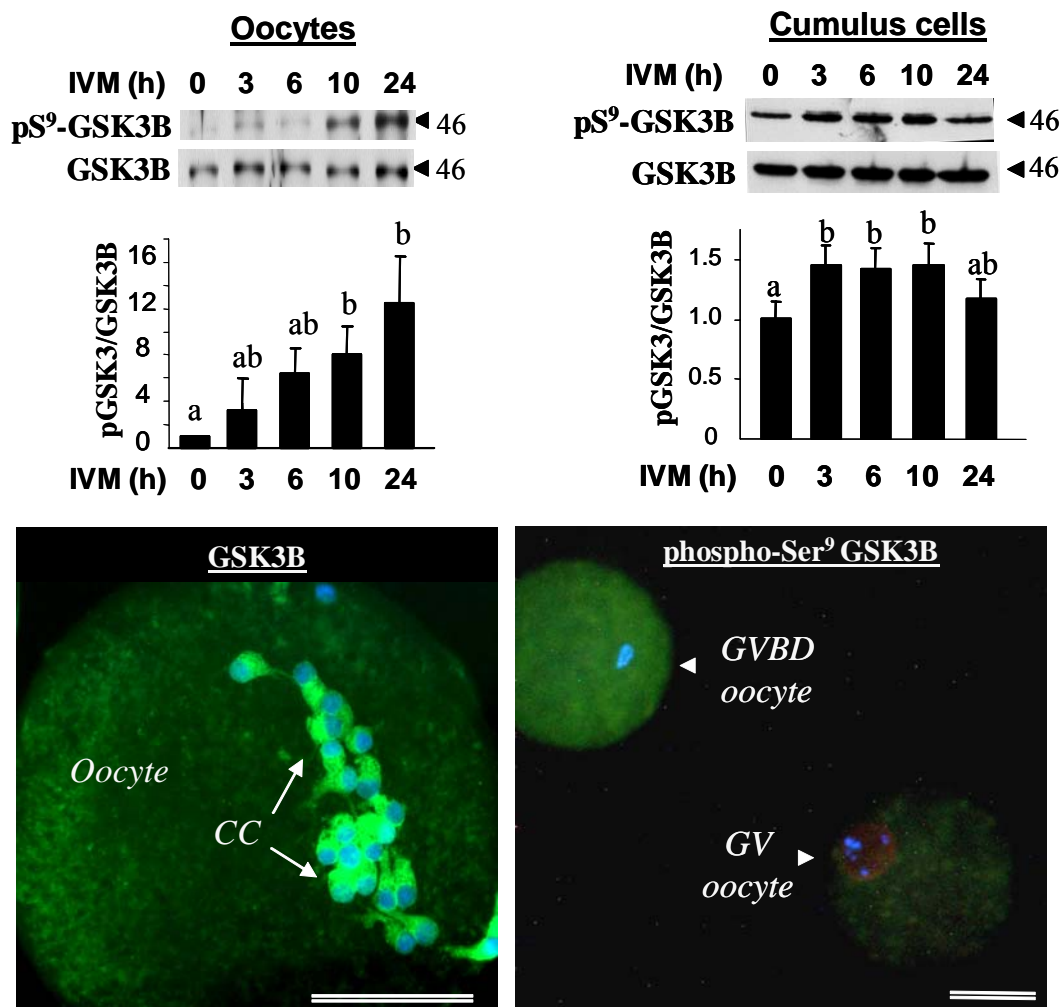 Oocytes
IVM (h) 0 3 6 10 24
pS⁹-GSK3B 46
GSK3B 46
pGSK3/GSK3B
16
12
8
4
0
a ab ab b b
IVM (h) 0 3 6 10 24
Cumulus cells
IVM (h) 0 3 6 10 24
pS⁹-GSK3B 46
GSK3B 46
pGSK3/GSK3B
1.5
1.0
0.5
0
a b b b ab
IVM (h) 0 3 6 10 24
GSK3B
Oocyte
CC
phospho-Ser⁹ GSK3B
GVBD
oocyte
GV
oocyte